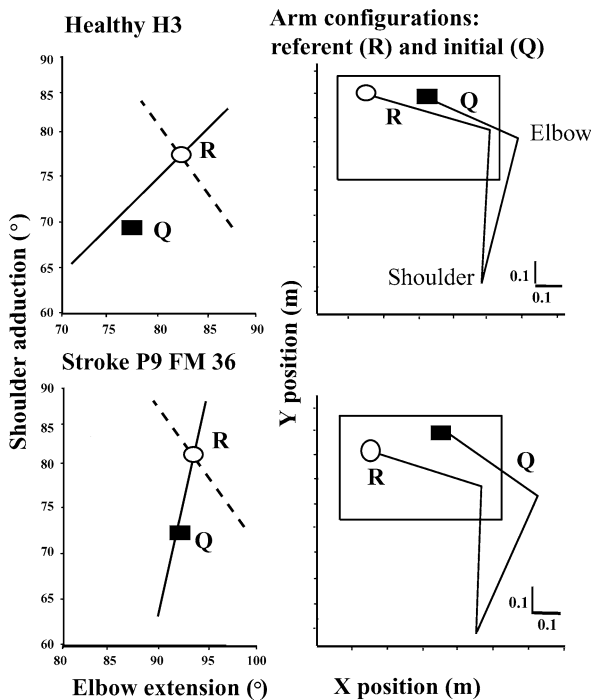 Healthy H3
Arm configurations:
referent (R) and initial (Q)
90
85
80
70
65
60
R
Q
70 75 80 85 90
R
Q
Elbow
Shoulder
0.1
0.1
Shoulder adduction (°)
Y position (m)
Stroke P9 FM 36
90
85
80
70
65
60
R
Q
80 85 90 95 100
R
Q
0.1
0.1
Elbow extension (°)
X position (m)